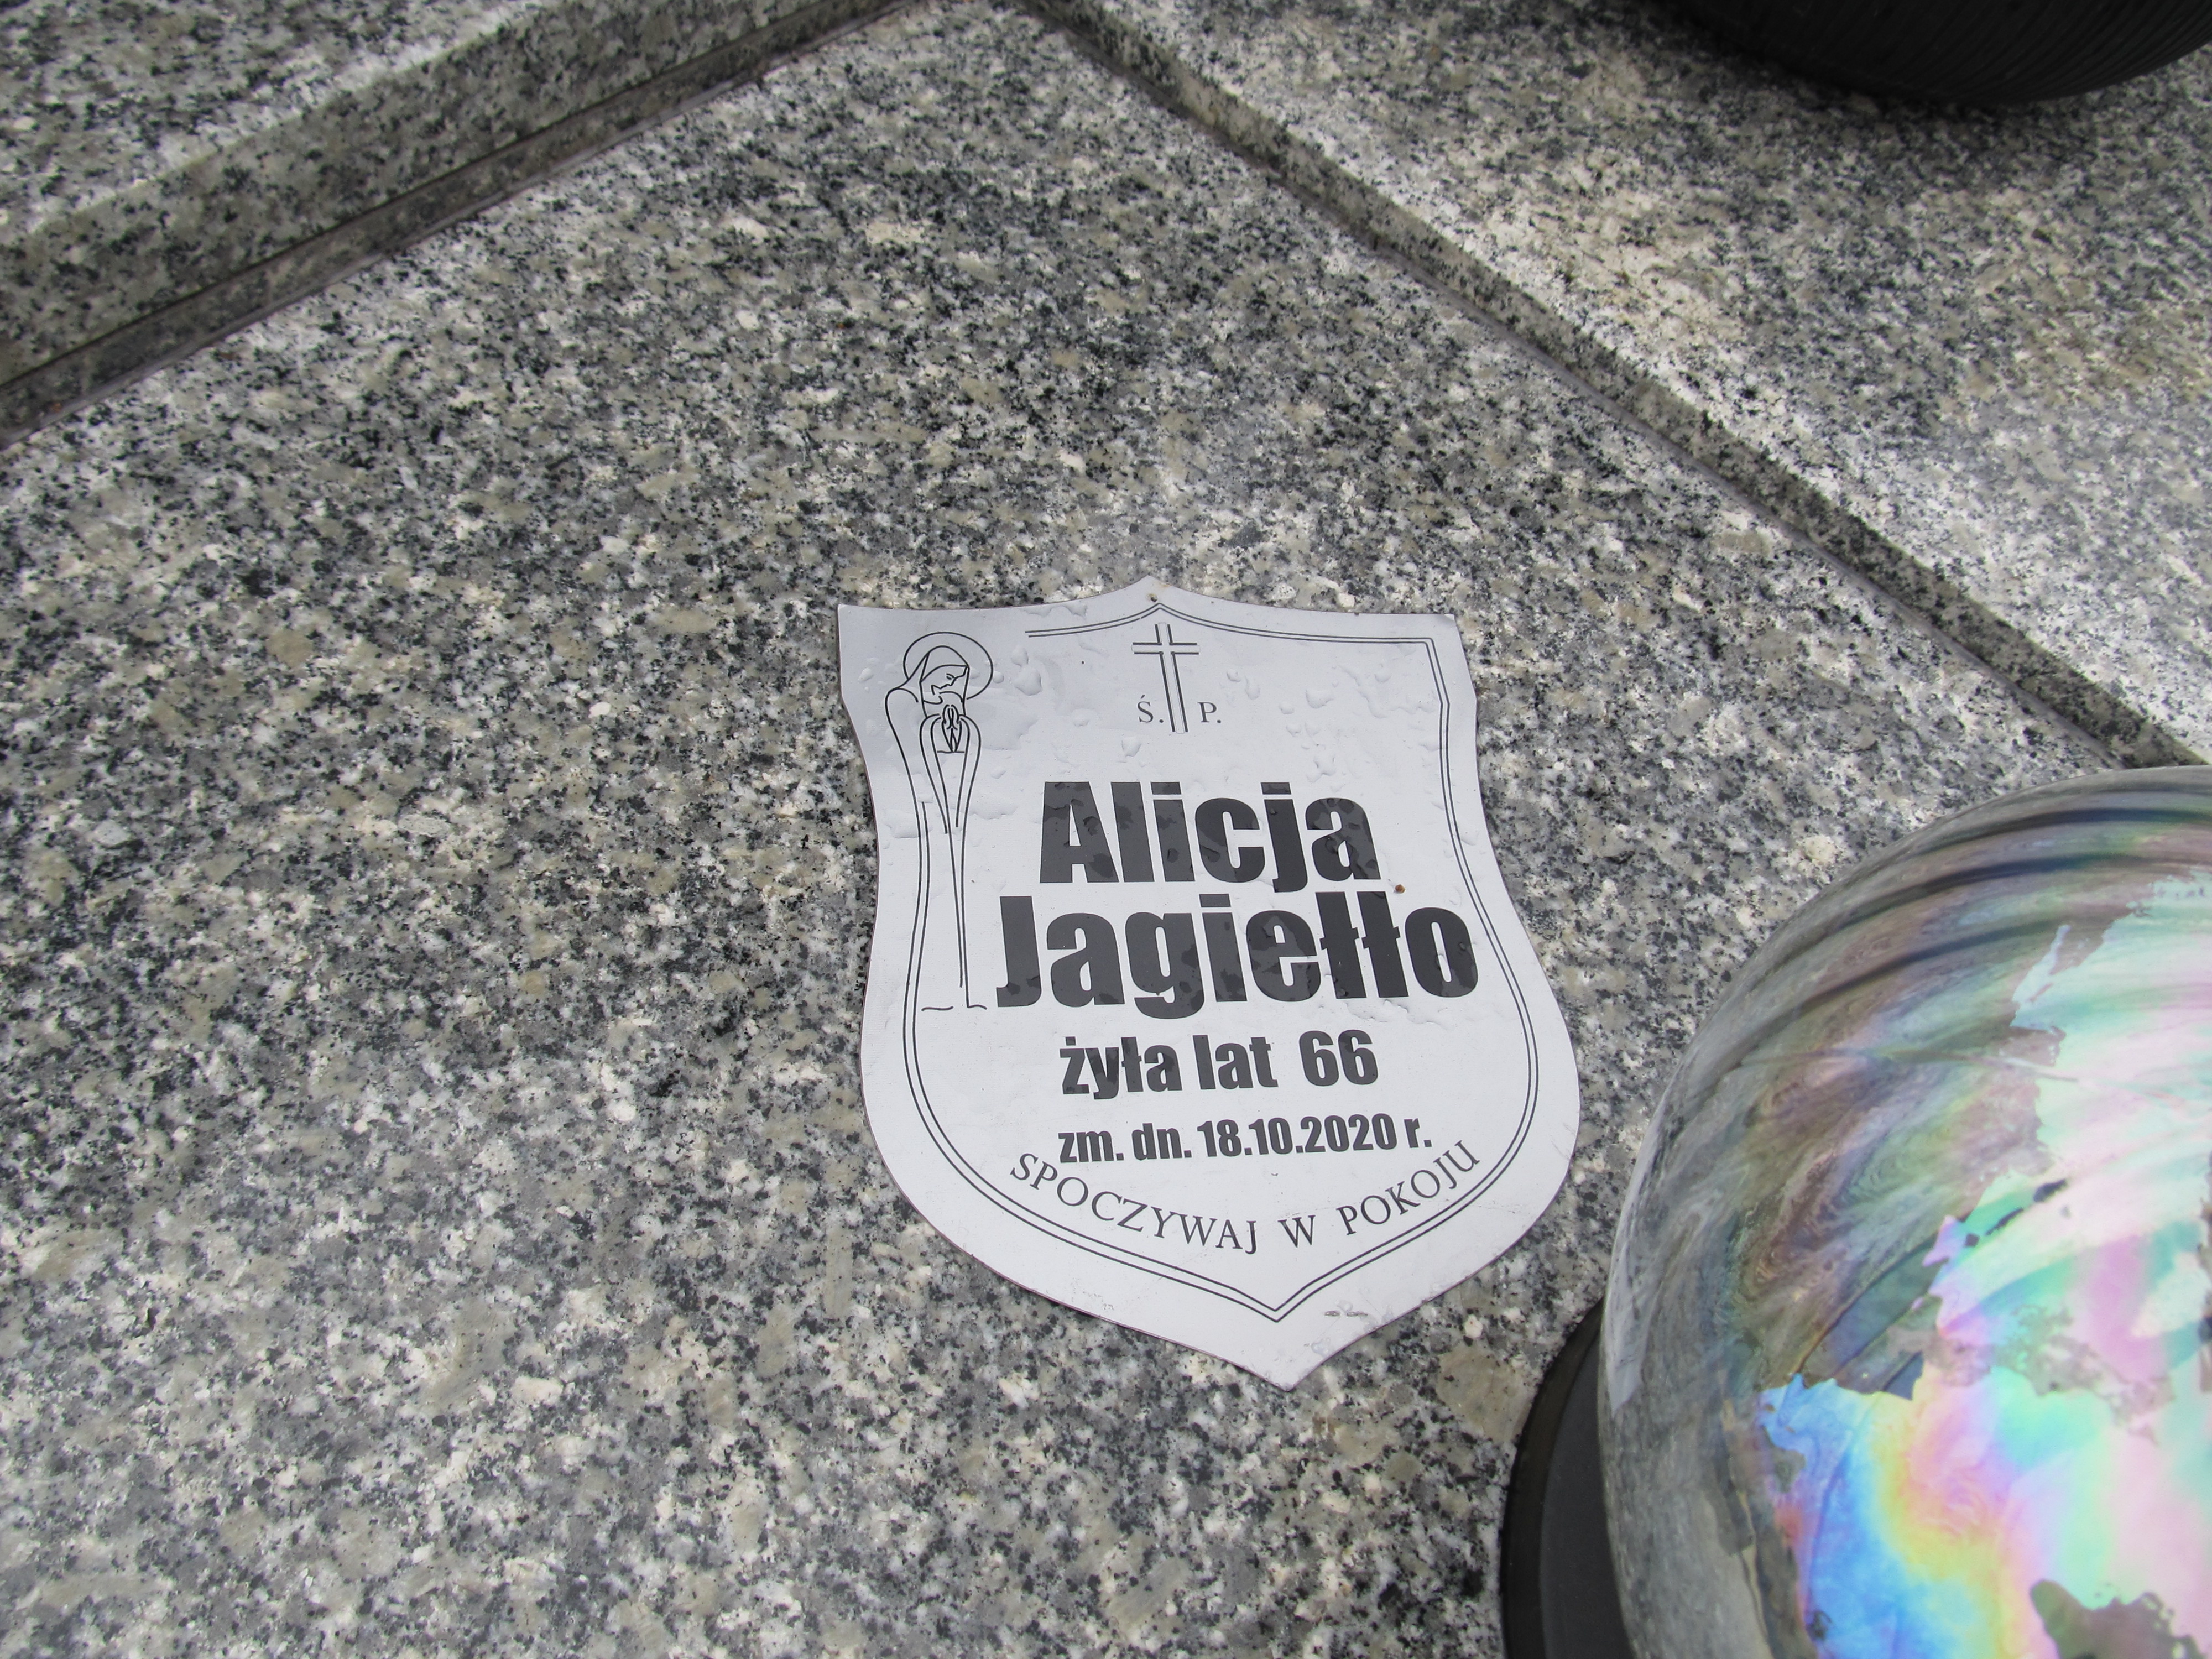 Ś. P.
Alicja
Jagiełło
żyła lat 66
zm. dn. 18.10.2020 r.
SPOCZYWAJ W POKOJU